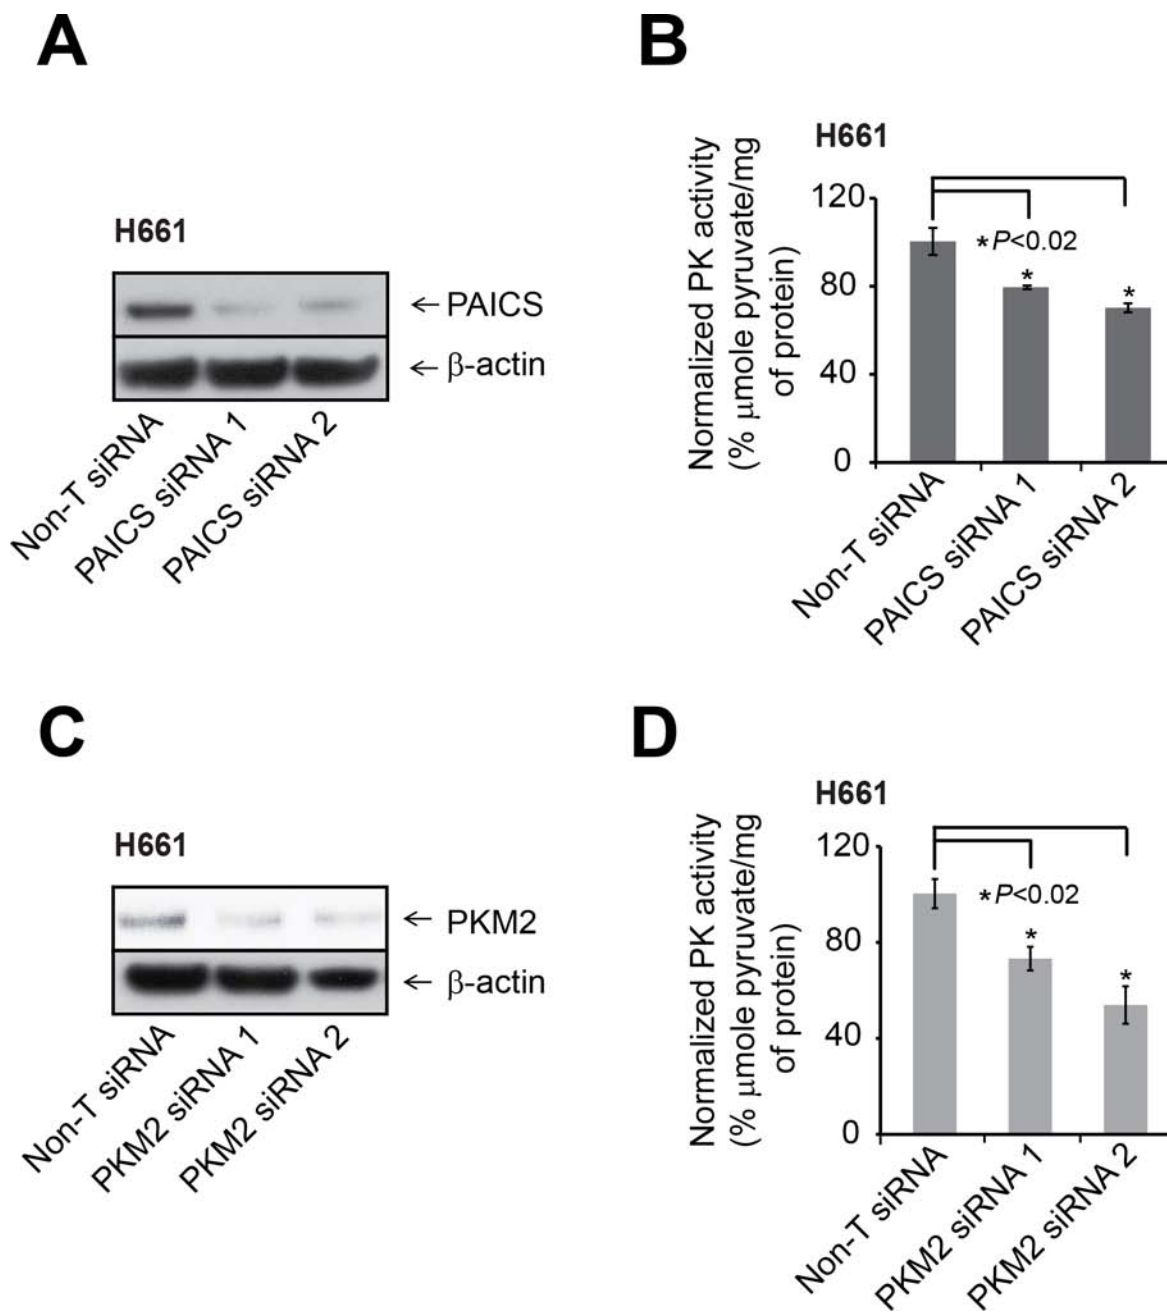 A
H661
← PAICS
← β-actin
Non-T siRNA
PAICS siRNA 1
PAICS siRNA 2
B
H661
Normalized PK activity
(% μmole pyruvate/mg
of protein)
120
80
40
0
*P<0.02
*
*
Non-T siRNA
PAICS siRNA 1
PAICS siRNA 2
C
H661
← PKM2
← β-actin
Non-T siRNA
PKM2 siRNA 1
PKM2 siRNA 2
D
H661
Normalized PK activity
(% μmole pyruvate/mg
of protein)
120
80
40
0
*P<0.02
*
*
Non-T siRNA
PKM2 siRNA 1
PKM2 siRNA 2